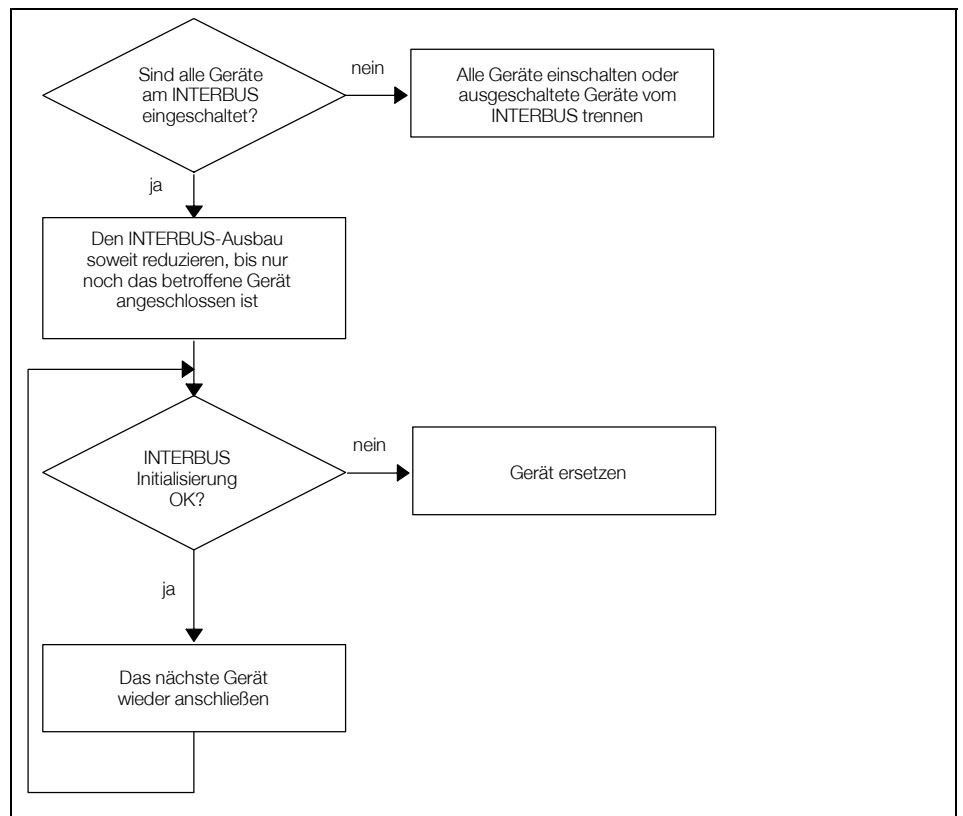 Sind alle Geräte
am INTERBUS
eingeschaltet?
nein
Alle Geräte einschalten oder
ausgeschaltete Geräte vom
INTERBUS trennen
ja
Den INTERBUS-Ausbau
soweit reduzieren, bis nur
noch das betroffene Gerät
angeschlossen ist
INTERBUS
Initialisierung
OK?
nein
Gerät ersetzen
ja
Das nächste Gerät
wieder anschließen